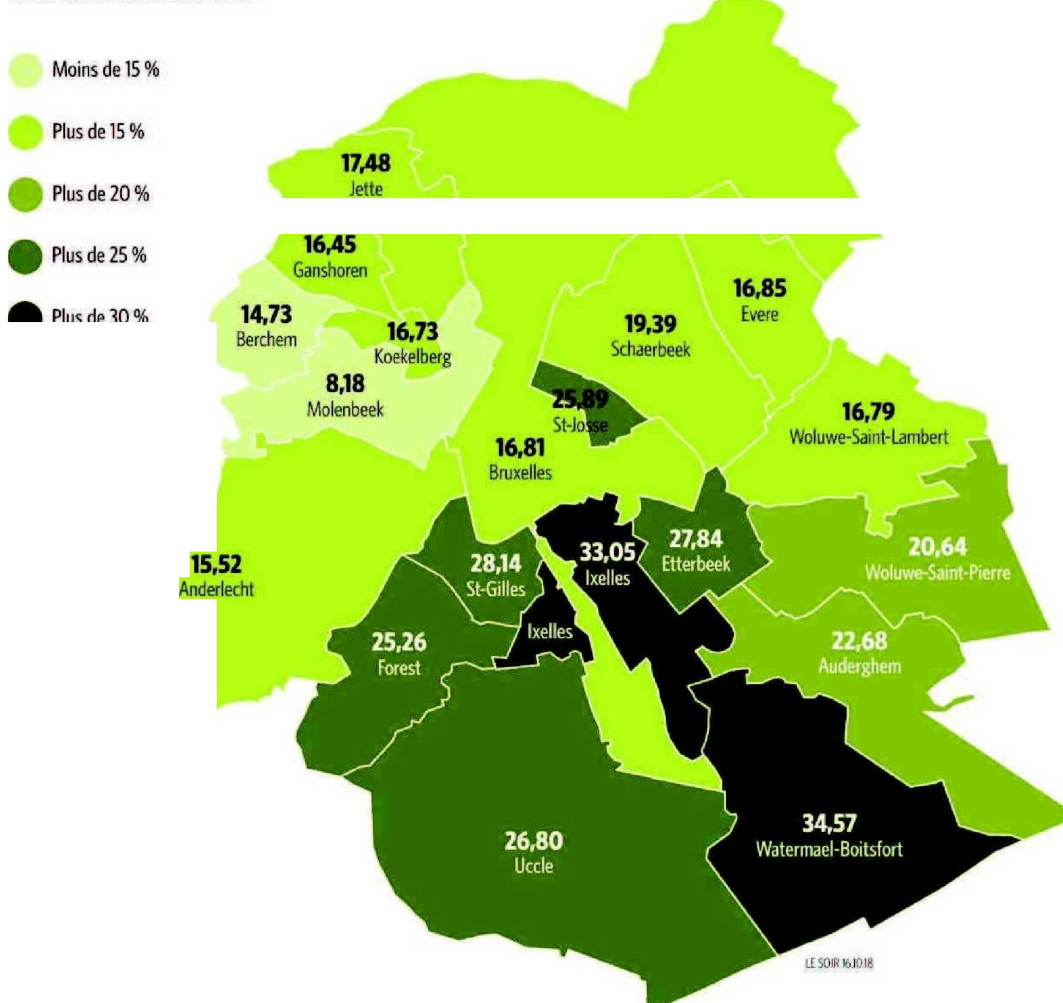 Moins de 15 %
Plus de 15 %
Plus de 20 %
Plus de 25 %
Plus de 30 %
17,48
Jette
16,45
Ganshoren
14,73
Berchem
16,73
Koekelberg
8,18
Molenbeek
19,39
Schaerbeek
16,85
Evere
25,89
St-Josse
16,79
Woluwe-Saint-Lambert
16,81
Bruxelles
15,52
Anderlecht
28,14
St-Gilles
33,05
Ixelles
27,84
Etterbeek
20,64
Woluwe-Saint-Pierre
Ixelles
25,26
Forest
22,68
Auderghem
26,80
Uccle
34,57
Watermael-Boitsfort
LE SOIR 16.10.18